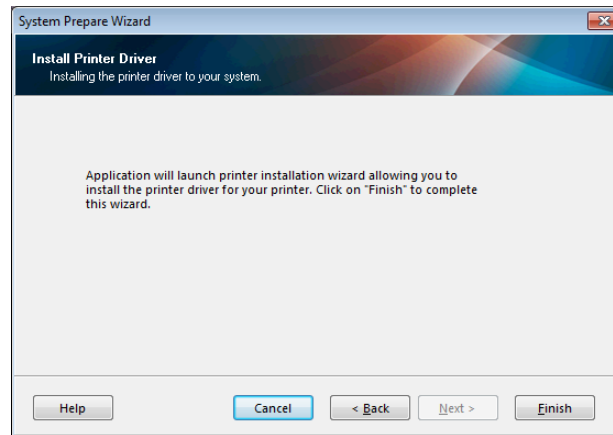 System Prepare Wizard
Install Printer Driver
Installing the printer driver to your system.
Application will launch printer installation wizard allowing you to
install the printer driver for your printer. Click on "Finish" to complete
this wizard.
Help
Cancel
< Back
Next >
Finish